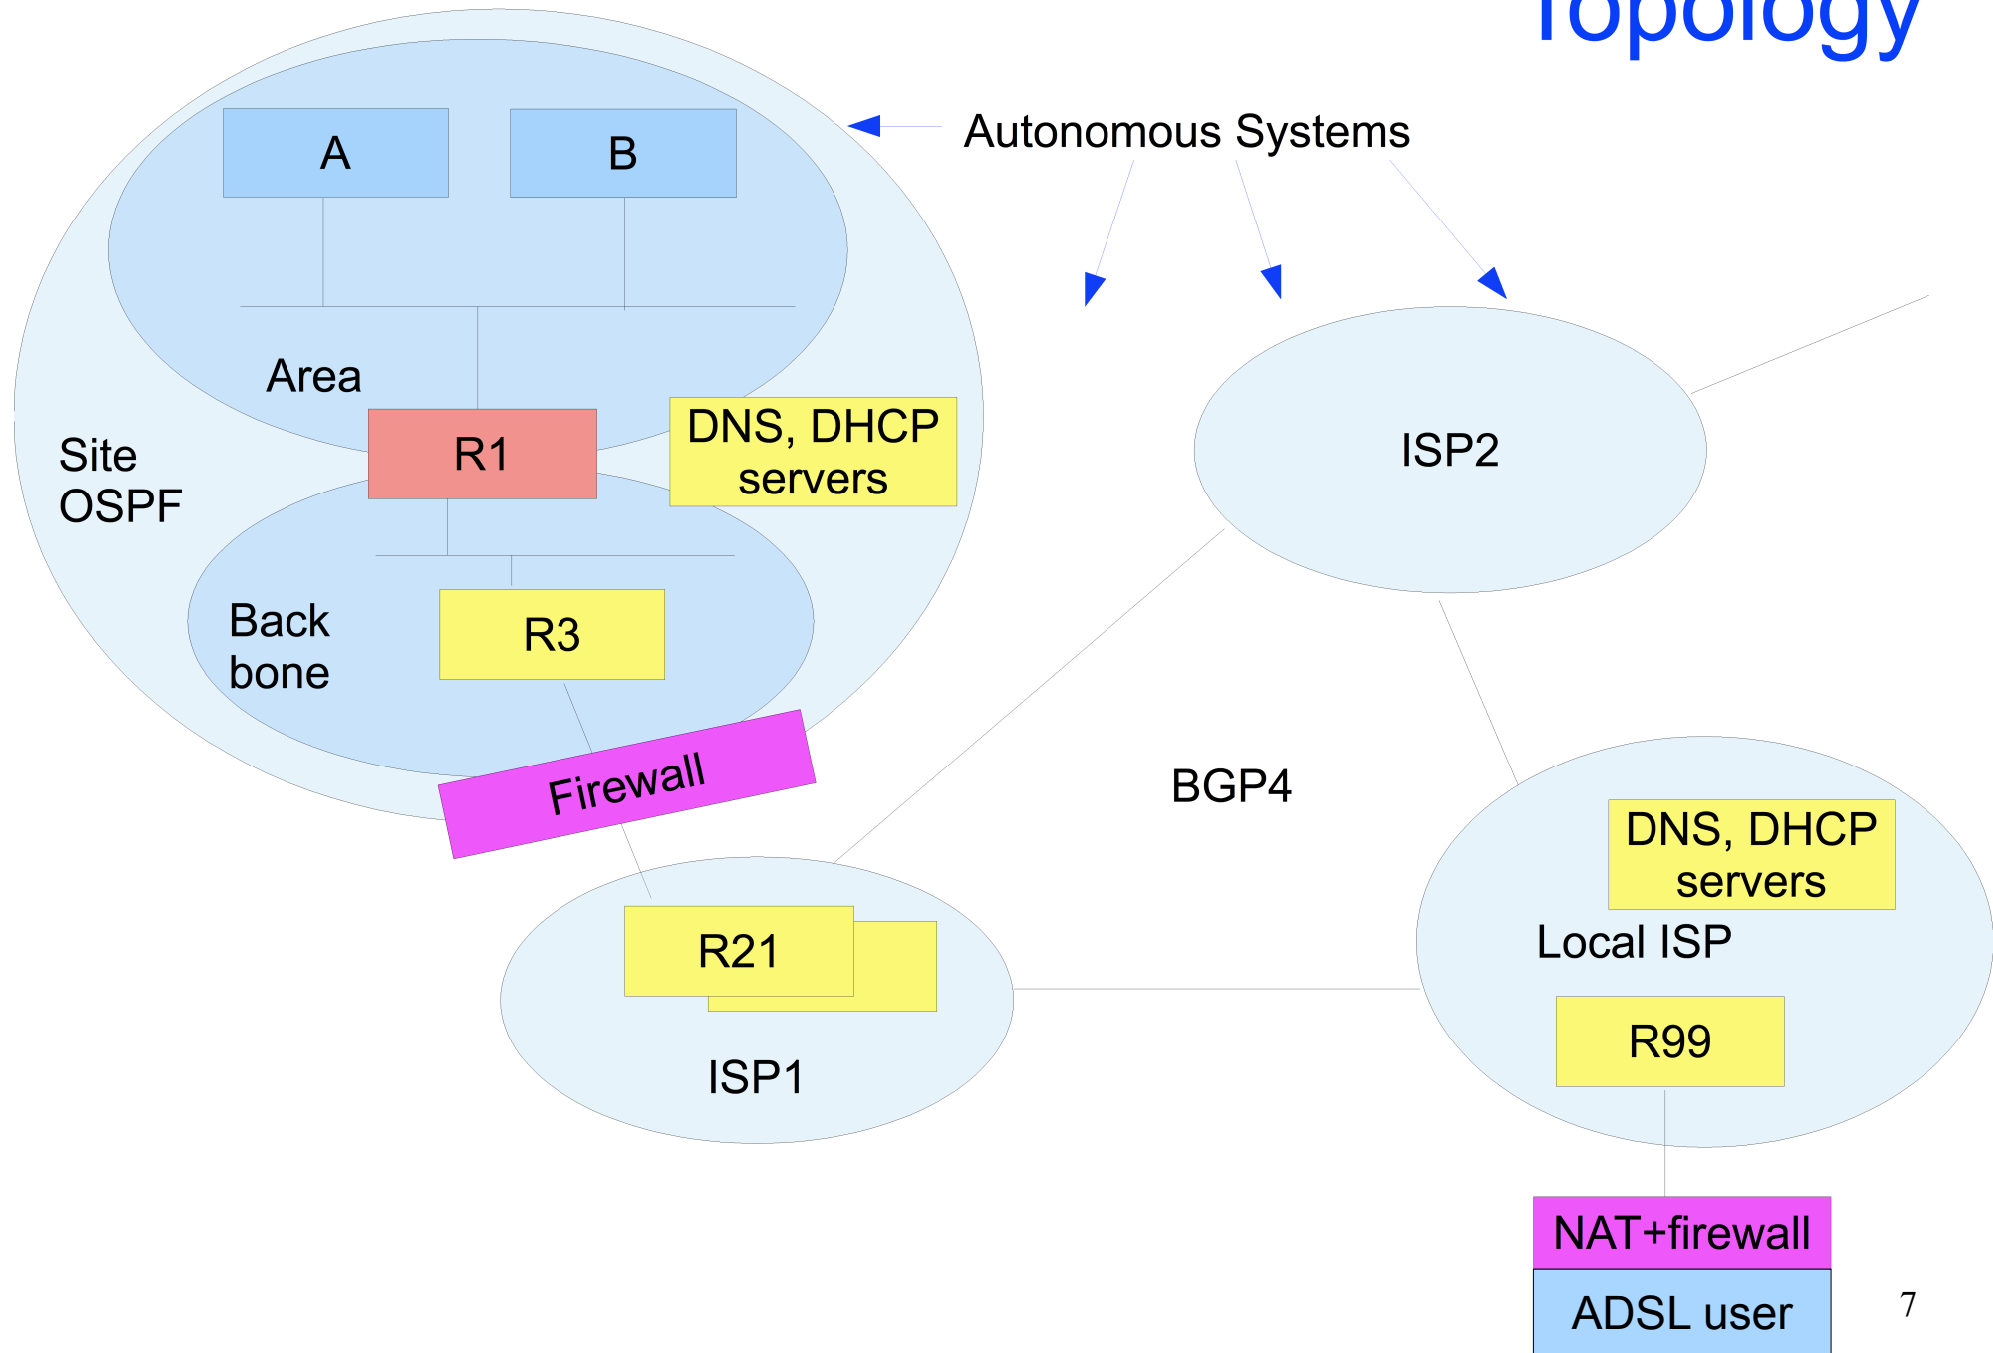 Topology
Autonomous Systems
A
B
Area
Site
OSPF
R1
DNS, DHCP
servers
Back
bone
R3
Firewall
ISP2
BGP4
R21
ISP1
DNS, DHCP
servers
Local ISP
R99
NAT+firewall
ADSL user
7